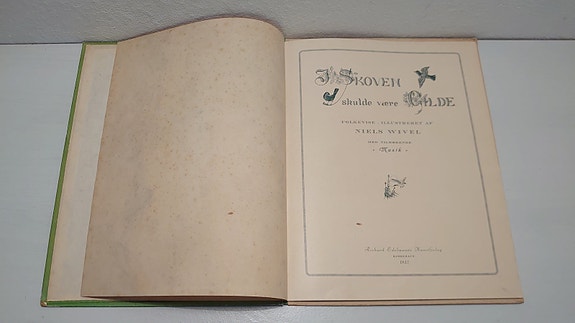 I SKOVEN
skulde være GILDE
FOLKEVISE · ILLUSTRERET AF
NIELS WIVEL
MED TILHØRENDE
· Musik ·